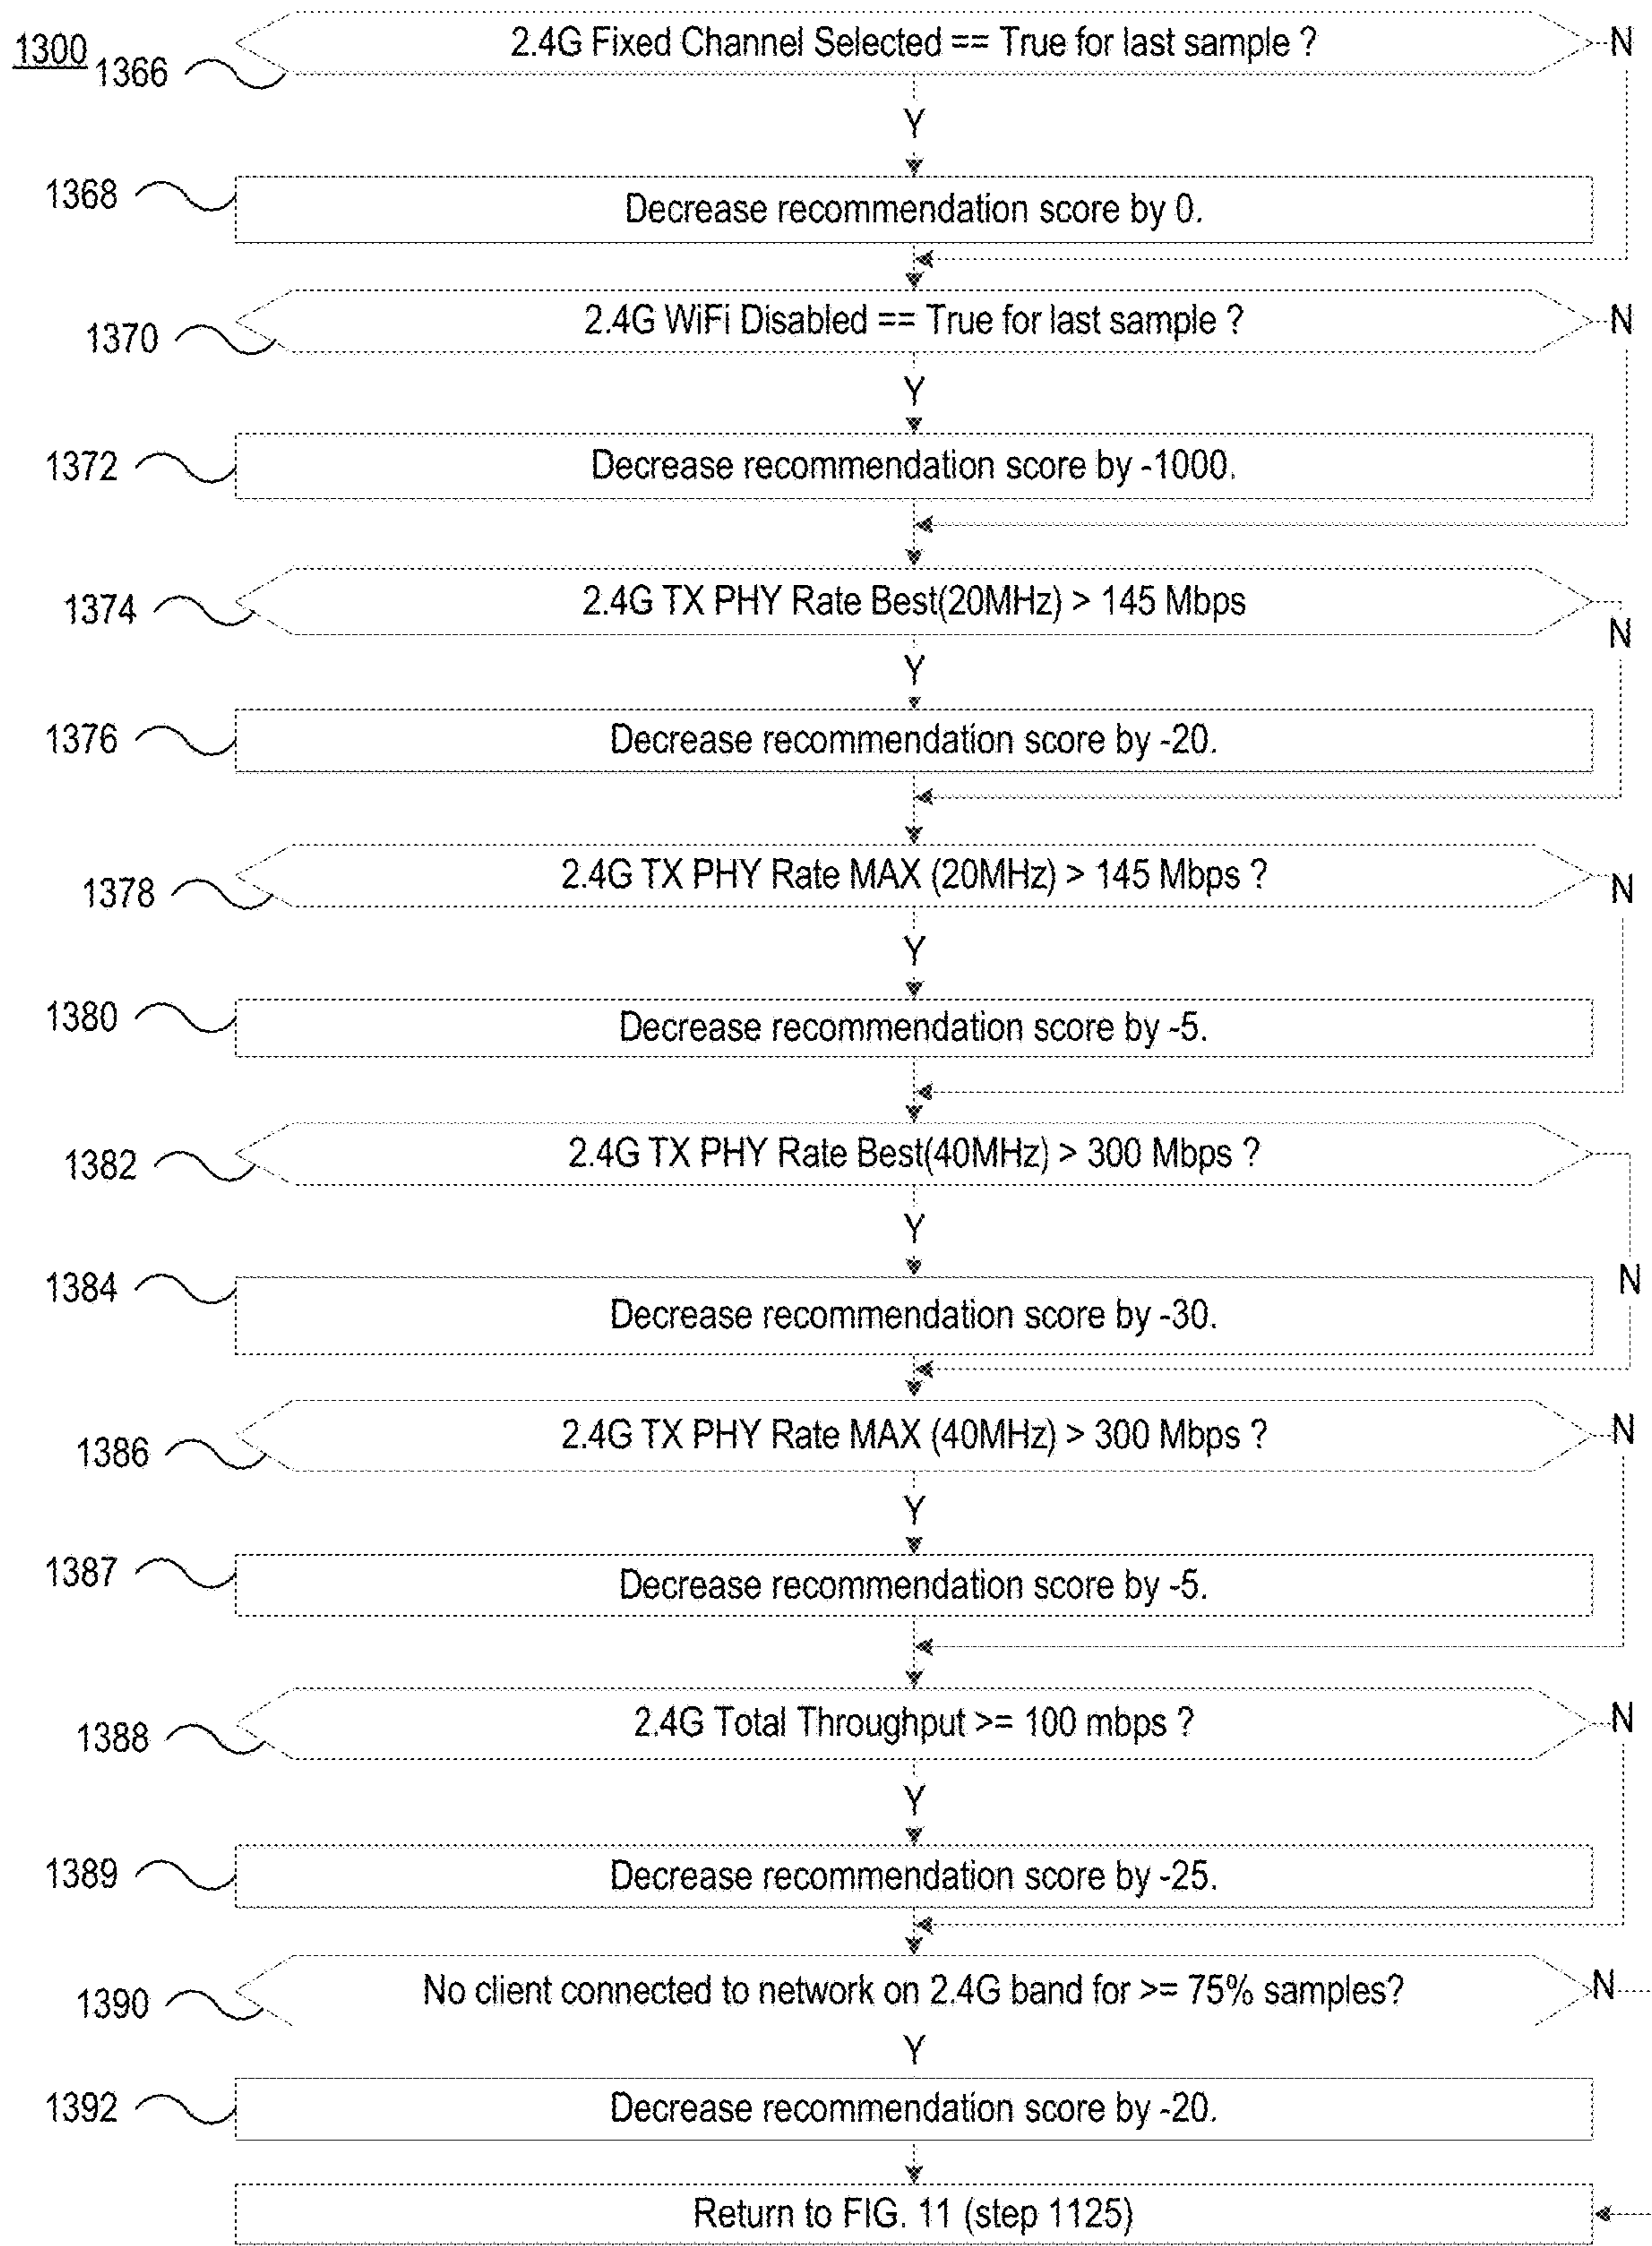 1300
1366
2.4G Fixed Channel Selected == True for last sample ?
N
Y
1368
Decrease recommendation score by 0.
1370
2.4G WiFi Disabled == True for last sample ?
N
Y
1372
Decrease recommendation score by -1000.
1374
2.4G TX PHY Rate Best(20MHz) > 145 Mbps
N
Y
1376
Decrease recommendation score by -20.
1378
2.4G TX PHY Rate MAX (20MHz) > 145 Mbps ?
N
Y
1380
Decrease recommendation score by -5.
1382
2.4G TX PHY Rate Best(40MHz) > 300 Mbps ?
N
Y
1384
Decrease recommendation score by -30.
1386
2.4G TX PHY Rate MAX (40MHz) > 300 Mbps ?
N
Y
1387
Decrease recommendation score by -5.
1388
2.4G Total Throughput >= 100 mbps ?
N
Y
1389
Decrease recommendation score by -25.
1390
No client connected to network on 2.4G band for >= 75% samples?
N
Y
1392
Decrease recommendation score by -20.
Return to FIG. 11 (step 1125)